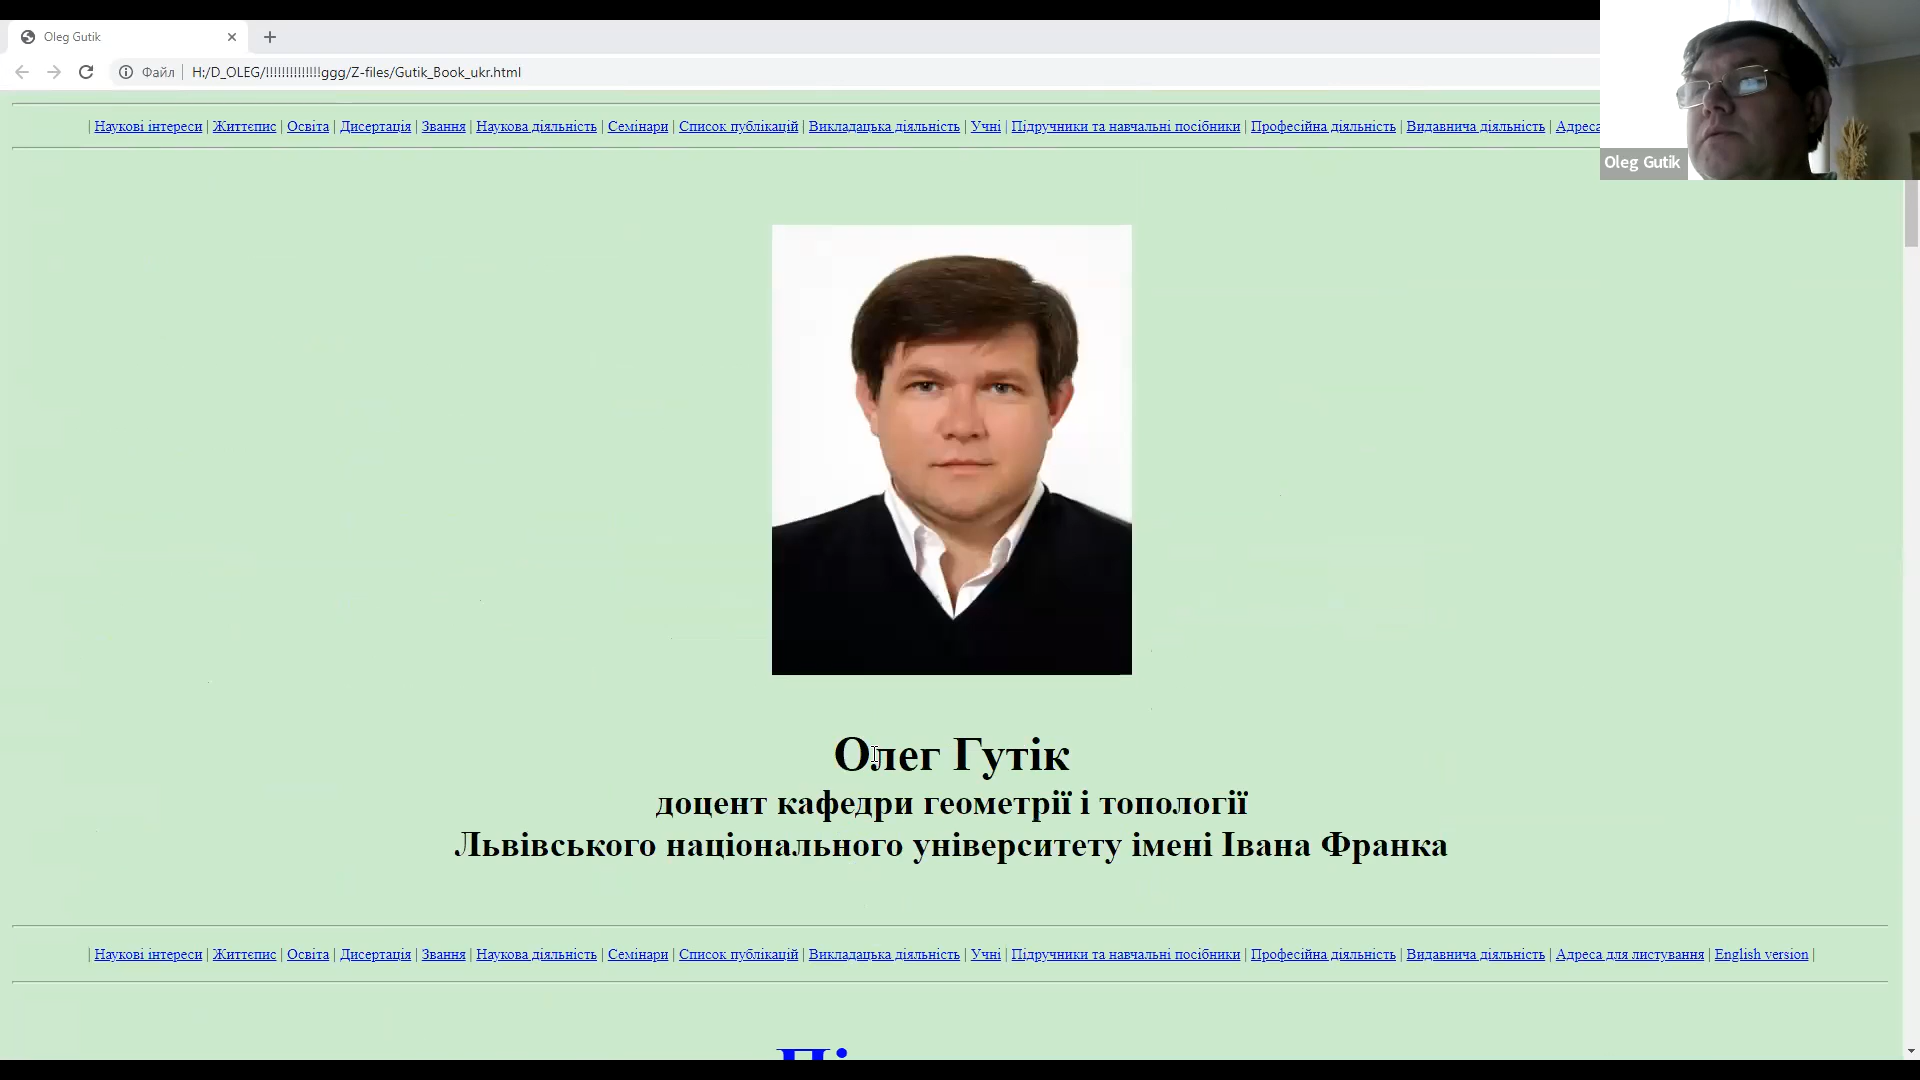 Oleg Gutik
Файл | H:/D_OLEG/!!!!!!!!!!!!!!ggg/Z-files/Gutik_Book_ukr.html
| Наукові інтереси | Життєпис | Освіта | Дисертація | Звання | Наукова діяльність | Семінари | Список публікацій | Викладацька діяльність | Учні | Підручники та навчальні посібники | Професійна діяльність | Видавнича діяльність | Адреса
Oleg Gutik
Олег Гутік
доцент кафедри геометрії і топології
Львівського національного університету імені Івана Франка
| Наукові інтереси | Життєпис | Освіта | Дисертація | Звання | Наукова діяльність | Семінари | Список публікацій | Викладацька діяльність | Учні | Підручники та навчальні посібники | Професійна діяльність | Видавнича діяльність | Адреса для листування | English version |